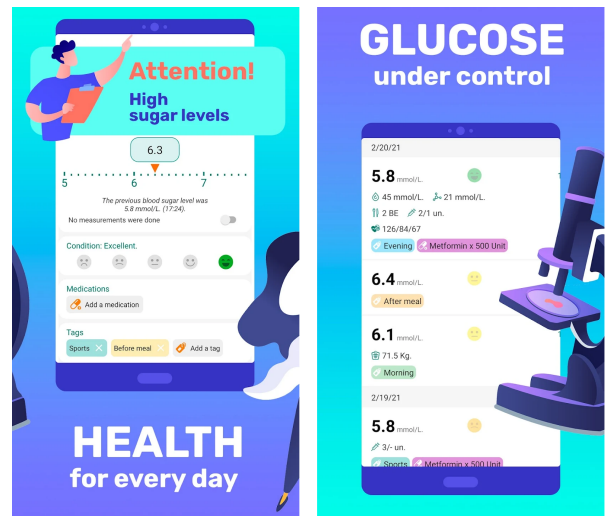 Attention!
High
sugar levels
6.3
5 6 7
The previous blood sugar level was
5.8 mmol/L. (17:24).
No measurements were done
Condition: Excellent.
Medications
Add a medication
Tags
Sports × Before meal × Add a tag
HEALTH
for every day
GLUCOSE
under control
2/20/21
5.8 mmol/L.
45 mmol/L. 21 mmol/L.
2 BE 2/1 un.
126/84/67
Evening Metformin x 500 Unit
6.4 mmol/L.
After meal
6.1 mmol/L.
71.5 Kg.
Morning
2/19/21
5.8 mmol/L.
3/- un.
Sports Metformin x 500 Unit